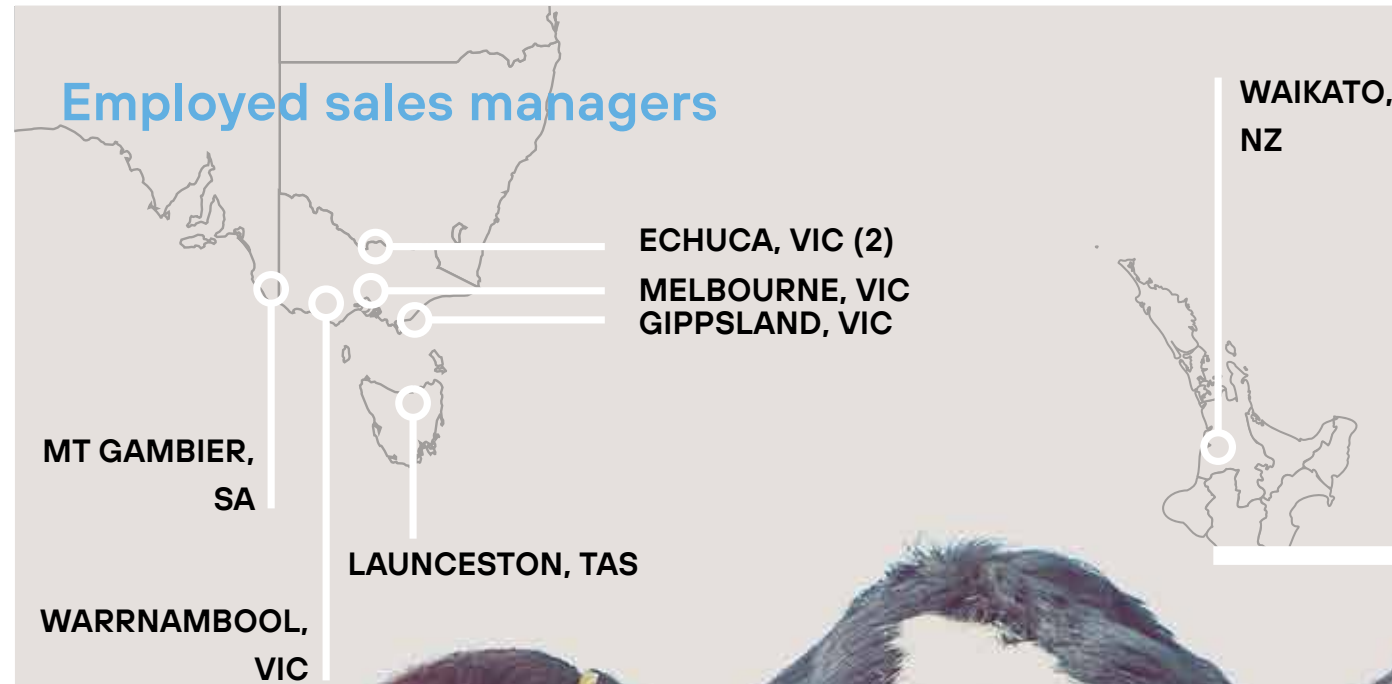 Employed sales managers
WAIKATO,
NZ
ECHUCA, VIC (2)
MELBOURNE, VIC
GIPPSLAND, VIC
MT GAMBIER,
SA
LAUNCESTON, TAS
WARRNAMBOOL,
VIC